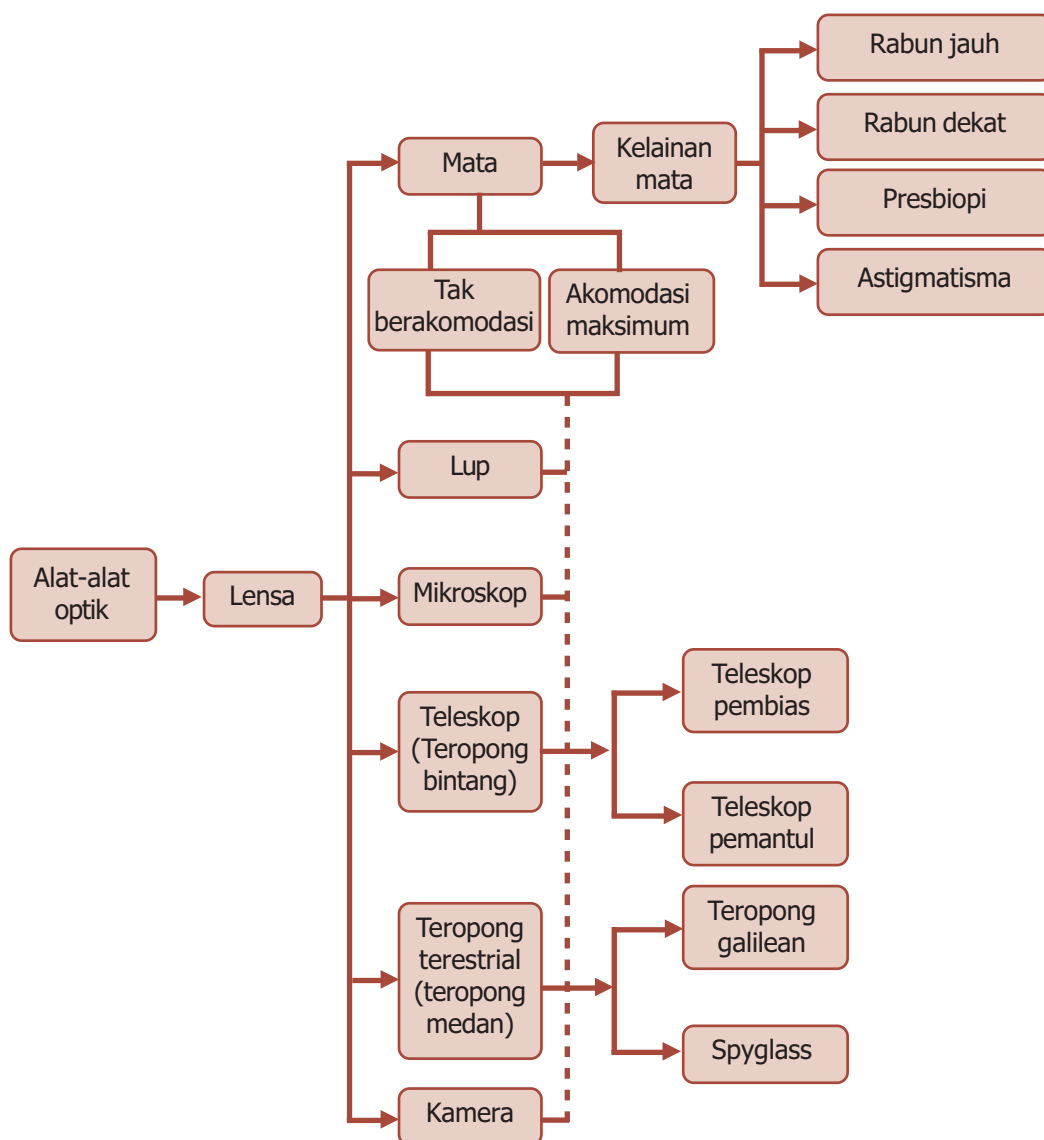 Alat-alat
optik
Lensa
Mata
Kelainan
mata
Rabun jauh
Rabun dekat
Presbiopi
Astigmatisma
Tak
berakomodasi
Akomodasi
maksimum
Lup
Mikroskop
Teleskop
(Teropong
bintang)
Teleskop
pembias
Teleskop
pemantul
Teropong
terestrial
(teropong
medan)
Teropong
galilean
Spyglass
Kamera